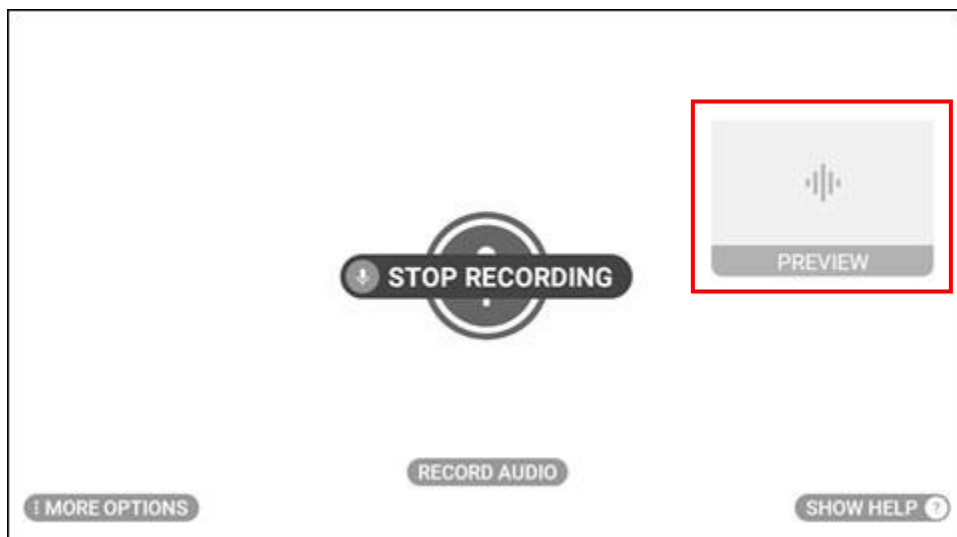 PREVIEW
STOP RECORDING
RECORD AUDIO
⋮ MORE OPTIONS
SHOW HELP ?